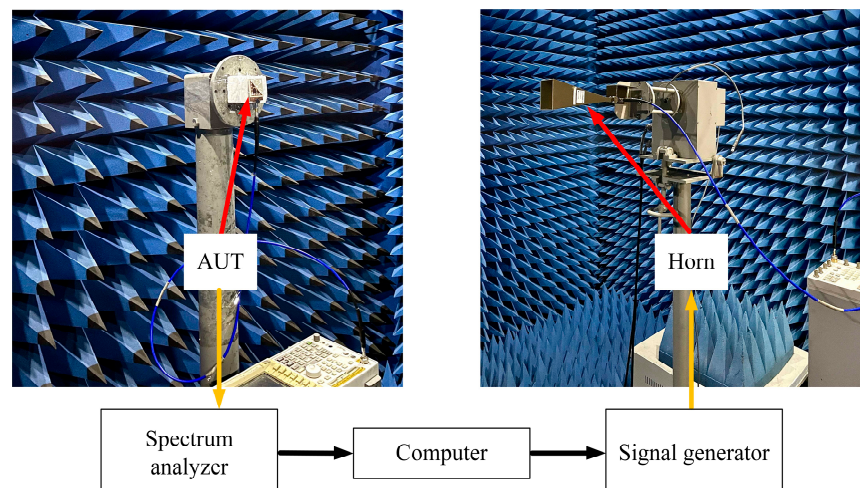 AUT
Horn
Spectrum
analyzer
Computer
Signal generator